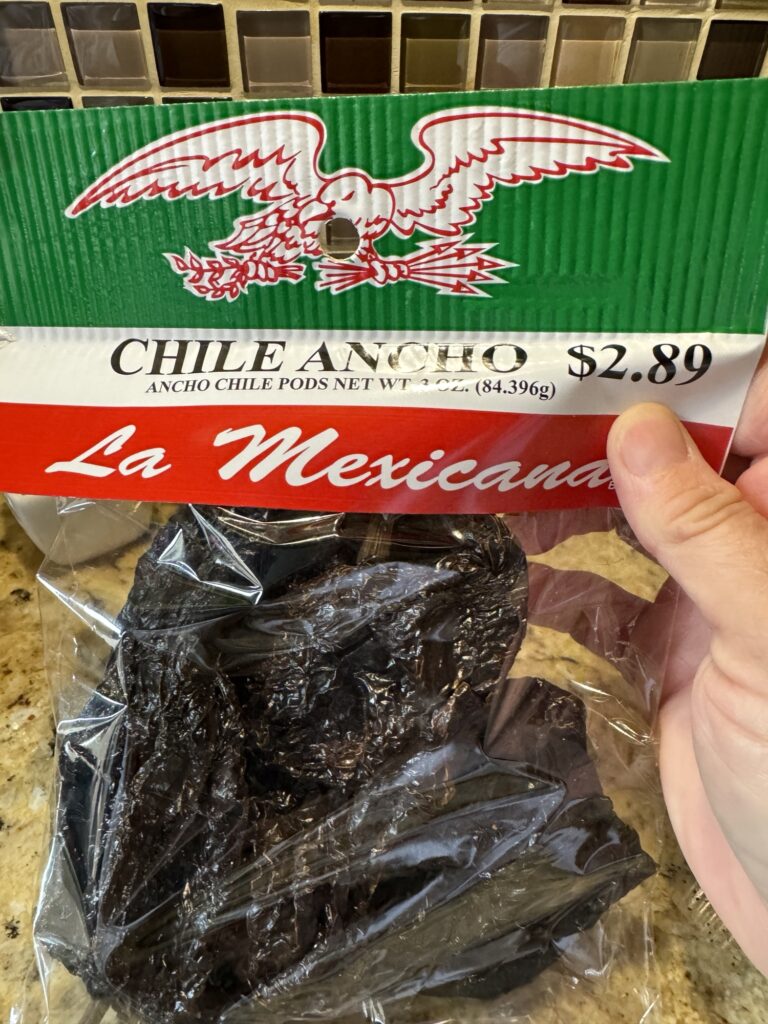 CHILE ANCHO $2.89
ANCHO CHILE PODS NET WT. 3 OZ. (84.396g)
La Mexicana